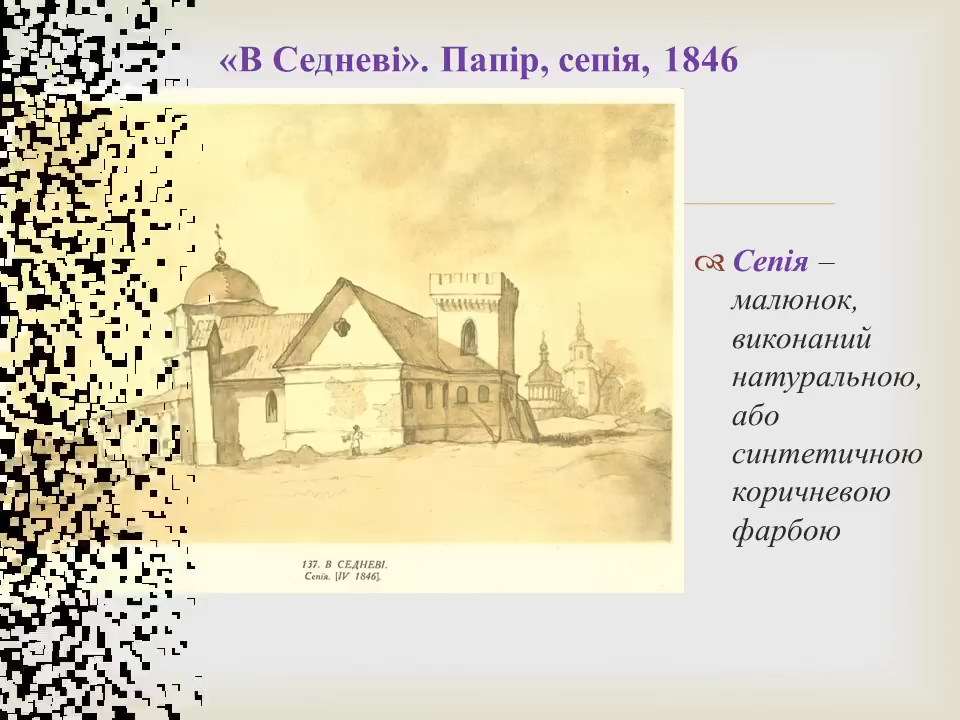 «В Седневі». Папір, сепія, 1846
Сепія –
малюнок,
виконаний
натуральною,
або
синтетичною
коричневою
фарбою
137. В СЕДНЕВІ.
Сепія. [IV 1846].